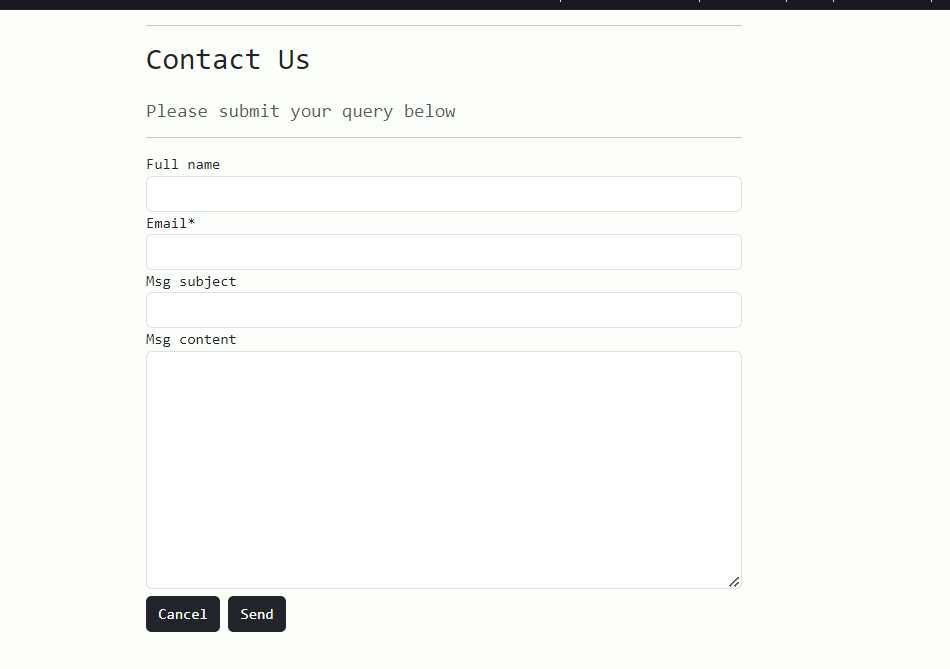 Contact Us
Please submit your query below
Full name
Email*
Msg subject
Msg content
Cancel Send